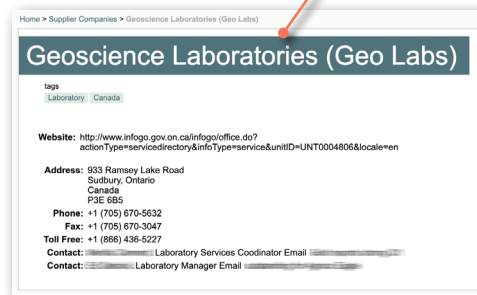 Home > Supplier Companies > Geoscience Laboratories (Geo Labs)
Geoscience Laboratories (Geo Labs)
tags
Laboratory Canada
Website: http://www.infogo.gov.on.ca/infogo/office.do?
actionType=servicedirectory&infoType=service&unitID=UNT0004806&locale=en
Address: 933 Ramsey Lake Road
Sudbury, Ontario
Canada
P3E 6B5
Phone: +1 (705) 670-5632
Fax: +1 (705) 670-3047
Toll Free: +1 (866) 436-5227
Contact: Laboratory Services Coodinator Email
Contact: Laboratory Manager Email